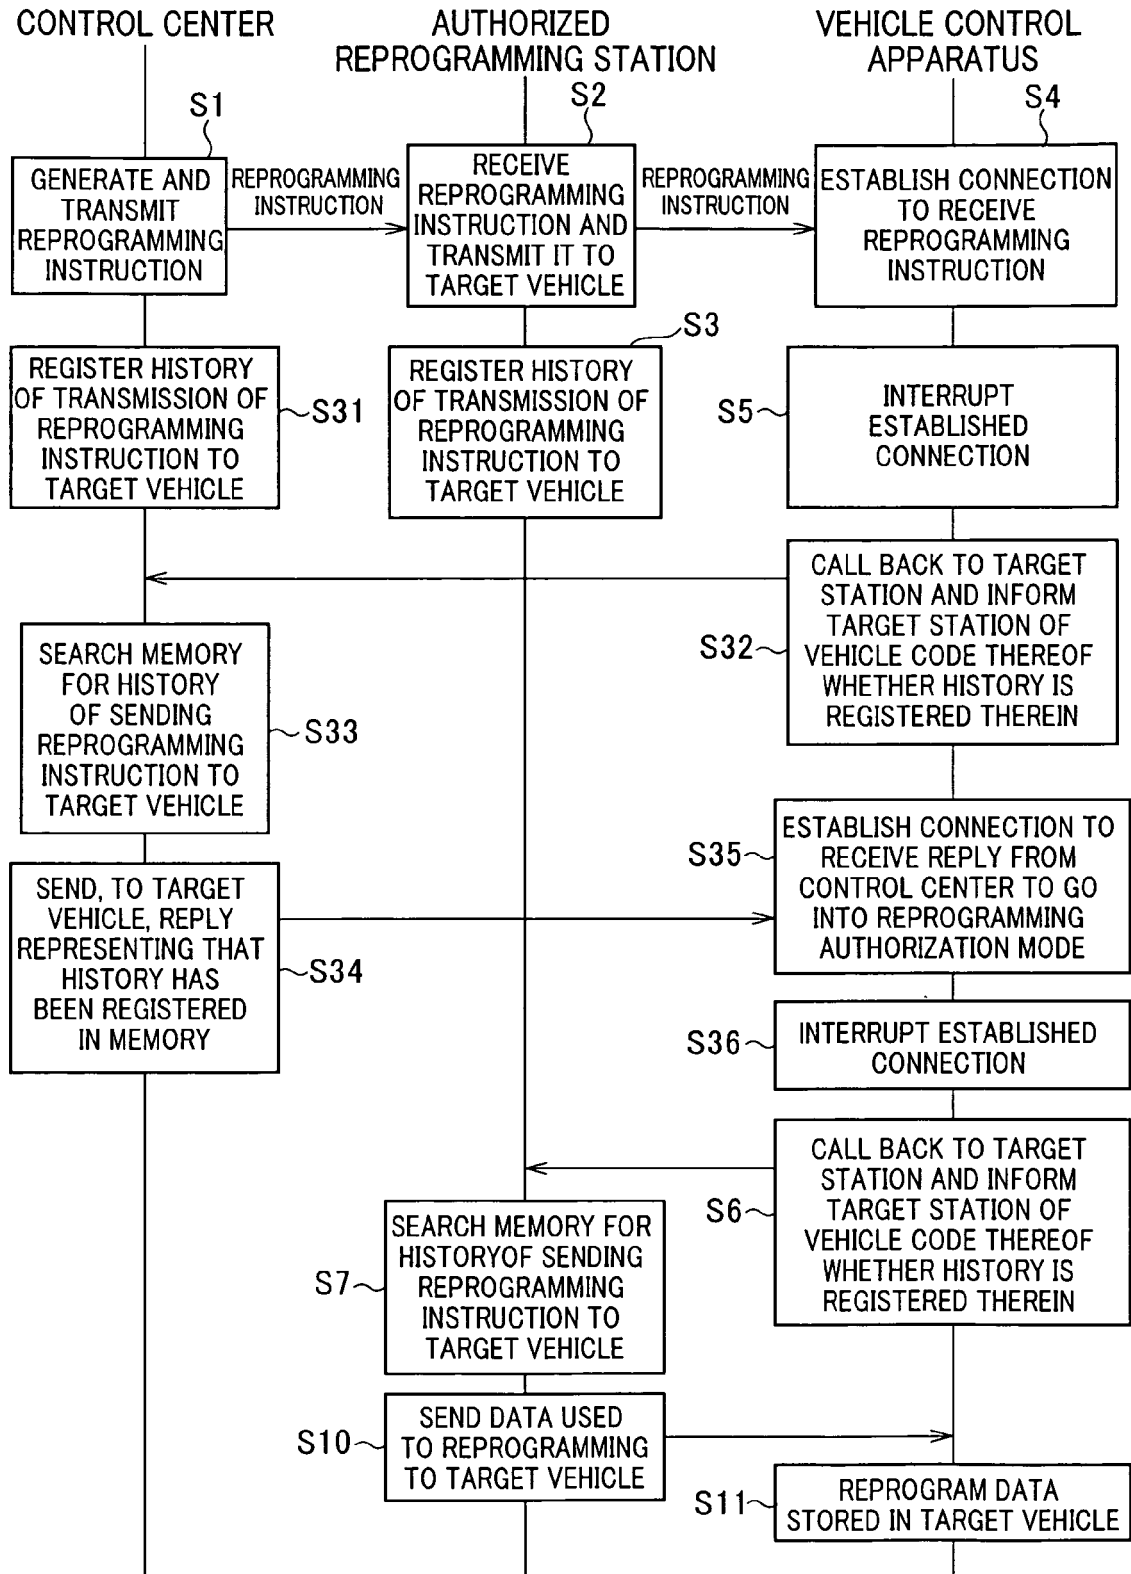 CONTROL CENTER
AUTHORIZED
REPROGRAMMING STATION
VEHICLE CONTROL
APPARATUS
S1
S2
S4
GENERATE AND
TRANSMIT
REPROGRAMMING
INSTRUCTION
REPROGRAMMING
INSTRUCTION
RECEIVE
REPROGRAMMING
INSTRUCTION AND
TRANSMIT IT TO
TARGET VEHICLE
REPROGRAMMING
INSTRUCTION
ESTABLISH CONNECTION
TO RECEIVE
REPROGRAMMING
INSTRUCTION
REGISTER HISTORY
OF TRANSMISSION OF
REPROGRAMMING
INSTRUCTION TO
TARGET VEHICLE
S31
S3
REGISTER HISTORY
OF TRANSMISSION OF
REPROGRAMMING
INSTRUCTION TO
TARGET VEHICLE
S5
INTERRUPT
ESTABLISHED
CONNECTION
S32
CALL BACK TO TARGET
STATION AND INFORM
TARGET STATION OF
VEHICLE CODE THEREOF
WHETHER HISTORY IS
REGISTERED THEREIN
SEARCH MEMORY
FOR HISTORY
OF SENDING
REPROGRAMMING
INSTRUCTION TO
TARGET VEHICLE
S33
S35
ESTABLISH CONNECTION TO
RECEIVE REPLY FROM
CONTROL CENTER TO GO
INTO REPROGRAMMING
AUTHORIZATION MODE
SEND, TO TARGET
VEHICLE, REPLY
REPRESENTING THAT
HISTORY HAS
BEEN REGISTERED
IN MEMORY
S34
S36
INTERRUPT ESTABLISHED
CONNECTION
S6
CALL BACK TO TARGET
STATION AND INFORM
TARGET STATION OF
VEHICLE CODE THEREOF
WHETHER HISTORY IS
REGISTERED THEREIN
S7
SEARCH MEMORY FOR
HISTORYOF SENDING
REPROGRAMMING
INSTRUCTION TO
TARGET VEHICLE
S10
SEND DATA USED
TO REPROGRAMMING
TO TARGET VEHICLE
S11
REPROGRAM DATA
STORED IN TARGET VEHICLE